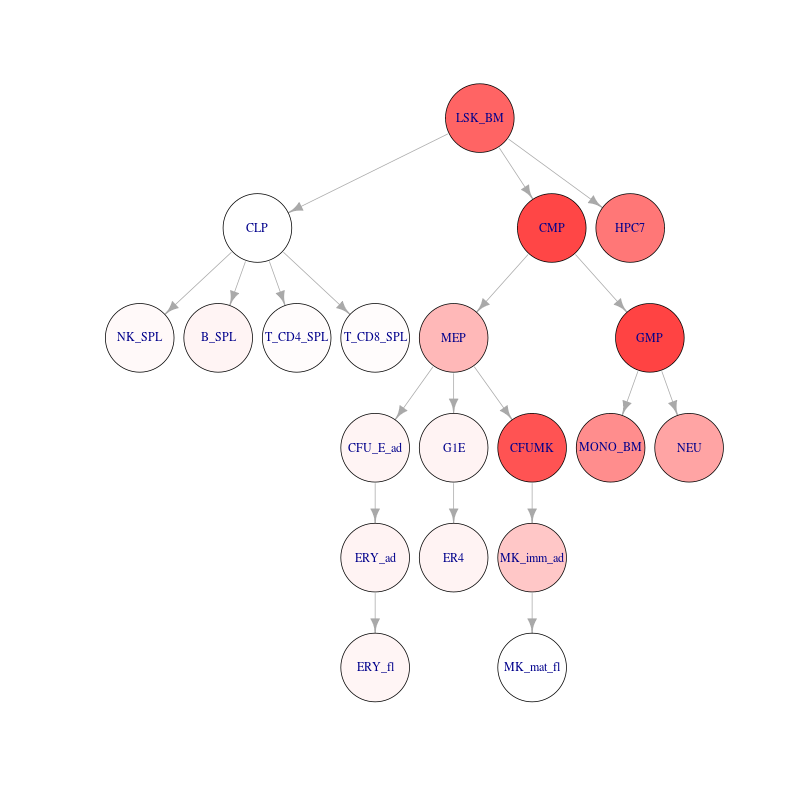 LSK_BM
CLP
CMP
HPC7
NK_SPL
B_SPL
T_CD4_SPL
T_CD8_SPL
MEP
GMP
CFU_E_ad
G1E
CFUMK
MONO_BM
NEU
ERY_ad
ER4
MK_imm_ad
ERY_fl
MK_mat_fl